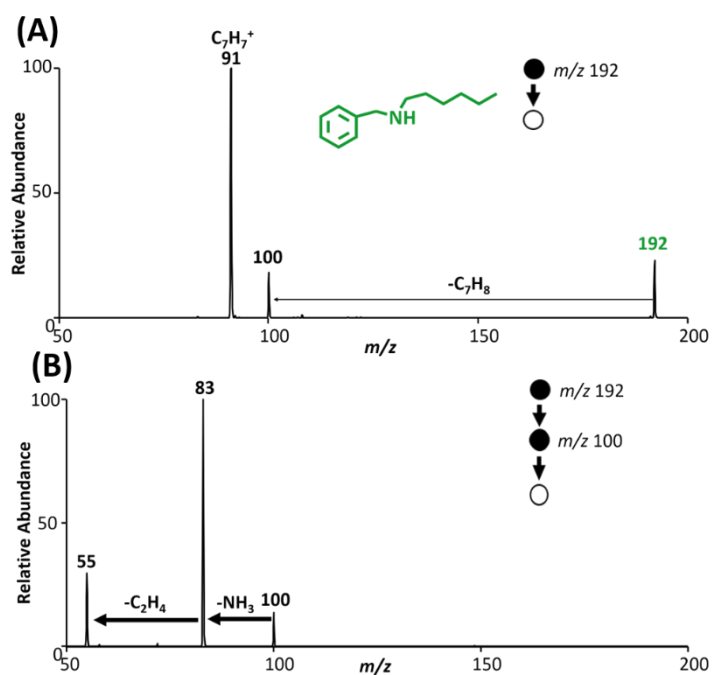 (A)
C₇H₇⁺
91
100
Relative Abundance
50
0
NH
m/z 192
100
192
-C₇H₈
50
100
150
200
m/z
(B)
83
100
Relative Abundance
50
0
m/z 192
m/z 100
55
-C₂H₄
-NH₃
100
50
100
150
200
m/z